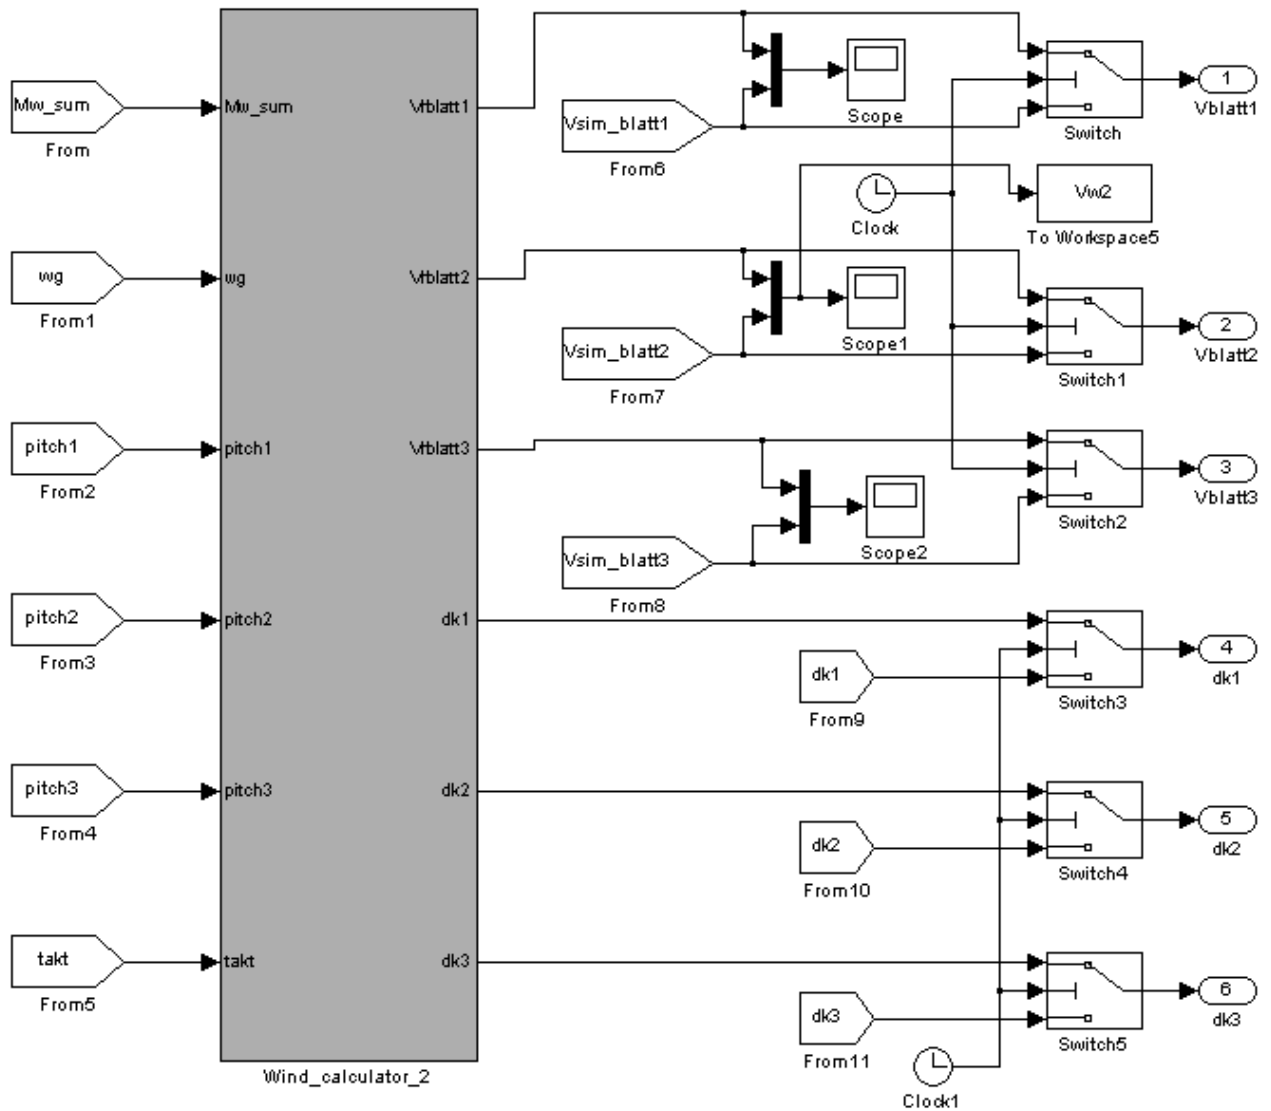 Mw_sum
From
wg
From1
pitch1
From2
pitch2
From3
pitch3
From4
takt
From5
Mw_sum
wg
pitch1
pitch2
pitch3
takt
Vfblatt1
Vfblatt2
Vfblatt3
dk1
dk2
dk3
Wind_calculator_2
Vsim_blatt1
From6
Scope
Switch
1
Vblatt1
Clock
Vw2
To Workspace5
Vsim_blatt2
From7
Scope1
Switch1
2
Vblatt2
Vsim_blatt3
From8
Scope2
Switch2
3
Vblatt3
dk1
From9
Switch3
4
dk1
dk2
From10
Switch4
5
dk2
dk3
From11
Switch5
6
dk3
Clock1